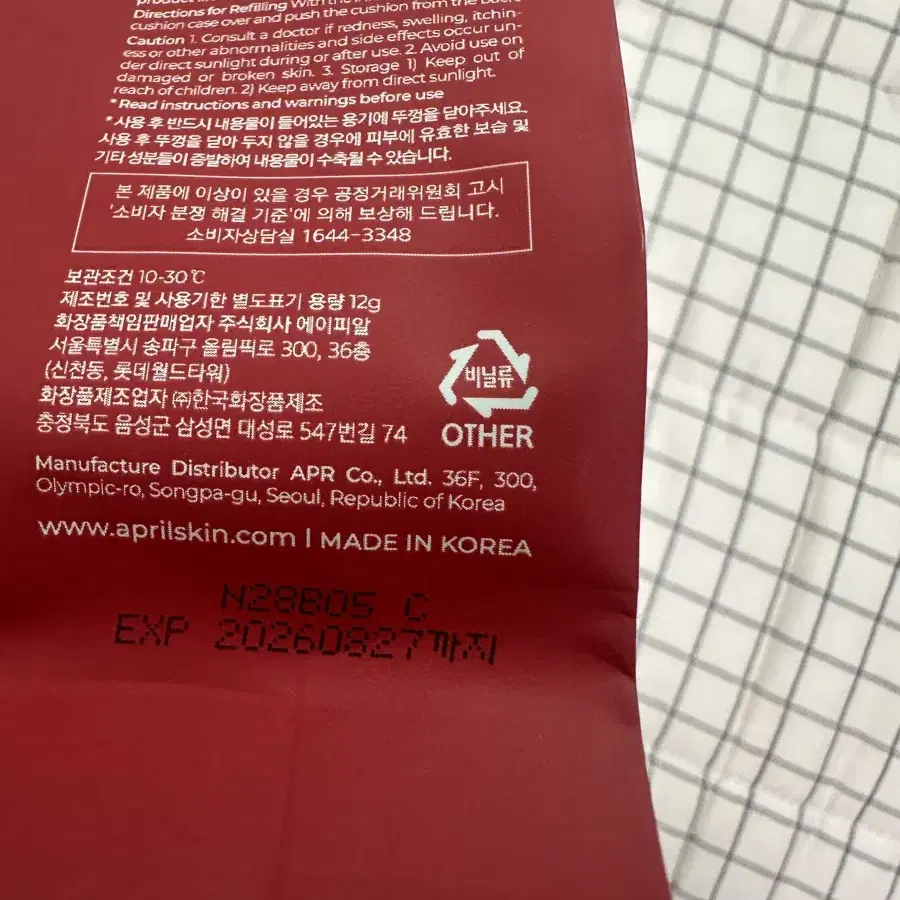 Directions for Refilling With the
cushion case over and push the cushion from the
Caution 1. Consult a doctor if redness, swelling, itchin-
ess or other abnormalities and side effects occur un-
der direct sunlight during or after use. 2. Avoid use on
damaged or broken skin. 3. Storage 1) Keep out of
reach of children. 2) Keep away from direct sunlight.
*Read instructions and warnings before use
*사용 후 반드시 내용물이 들어있는 용기에 뚜껑을 닫아주세요.
사용 후 뚜껑을 닫아 두지 않을 경우에 피부에 유효한 보습 및
기타 성분들이 증발하여 내용물이 수축될 수 있습니다.
본 제품에 이상이 있을 경우 공정거래위원회 고시
'소비자 분쟁 해결 기준'에 의해 보상해 드립니다.
소비자상담실 1644-3348
보관조건 10-30℃
제조번호 및 사용기한 별도표기 용량 12g
화장품책임판매업자 주식회사 에이피알
서울특별시 송파구 올림픽로 300, 36층
(신천동, 롯데월드타워)
화장품제조업자 ㈜한국화장품제조
충청북도 음성군 삼성면 대성로 547번길 74
비닐류
OTHER
Manufacture Distributor APR Co., Ltd. 36F, 300,
Olympic-ro, Songpa-gu, Seoul, Republic of Korea
www.aprilskin.com | MADE IN KOREA
N28B05 C
EXP 20260827까지